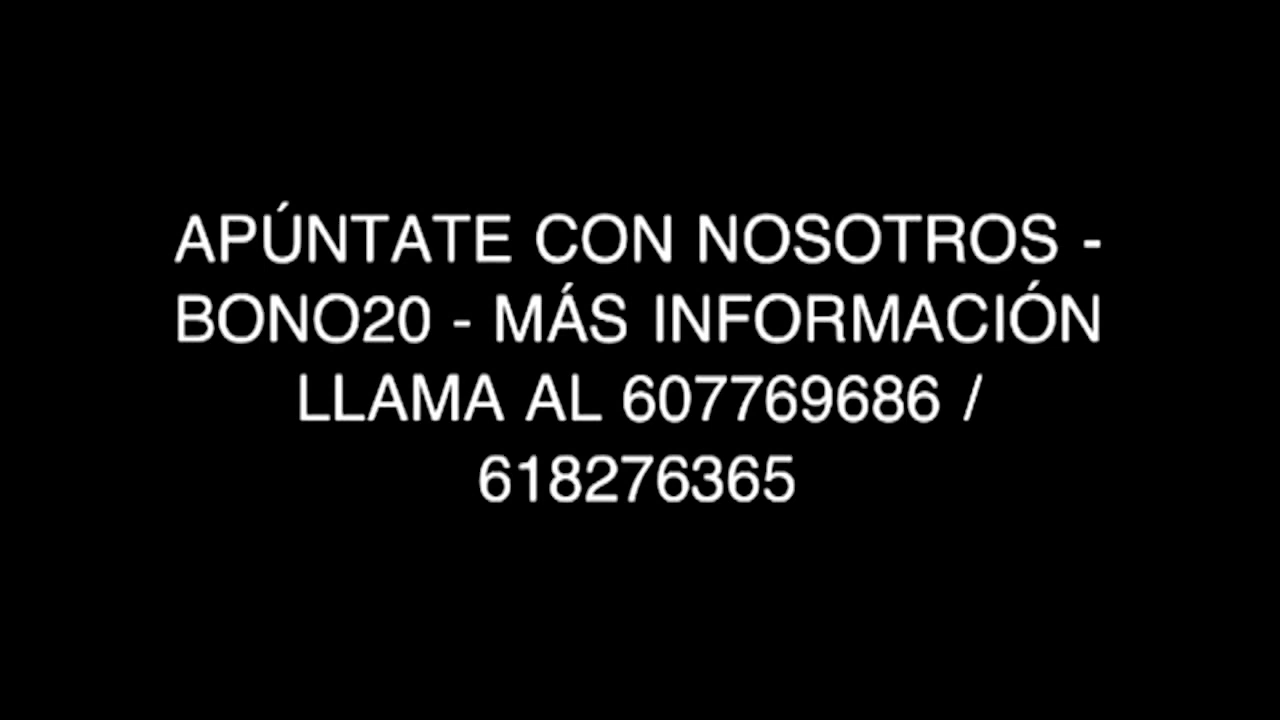 APÚNTATE CON NOSOTROS -
BONO20 - MÁS INFORMACIÓN
LLAMA AL 607769686 /
618276365